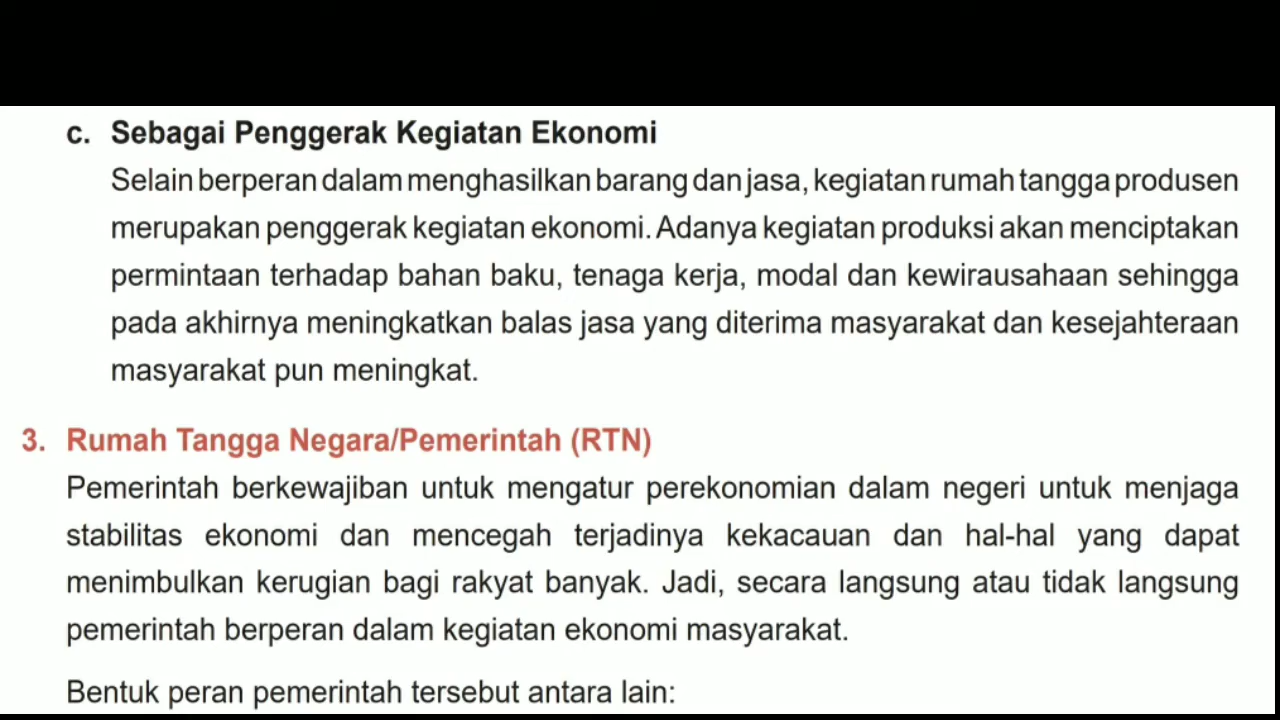 c. Sebagai Penggerak Kegiatan Ekonomi
Selain berperan dalam menghasilkan barang dan jasa, kegiatan rumah tangga produsen
merupakan penggerak kegiatan ekonomi. Adanya kegiatan produksi akan menciptakan
permintaan terhadap bahan baku, tenaga kerja, modal dan kewirausahaan sehingga
pada akhirnya meningkatkan balas jasa yang diterima masyarakat dan kesejahteraan
masyarakat pun meningkat.
3. Rumah Tangga Negara/Pemerintah (RTN)
Pemerintah berkewajiban untuk mengatur perekonomian dalam negeri untuk menjaga
stabilitas ekonomi dan mencegah terjadinya kekacauan dan hal-hal yang dapat
menimbulkan kerugian bagi rakyat banyak. Jadi, secara langsung atau tidak langsung
pemerintah berperan dalam kegiatan ekonomi masyarakat.
Bentuk peran pemerintah tersebut antara lain: